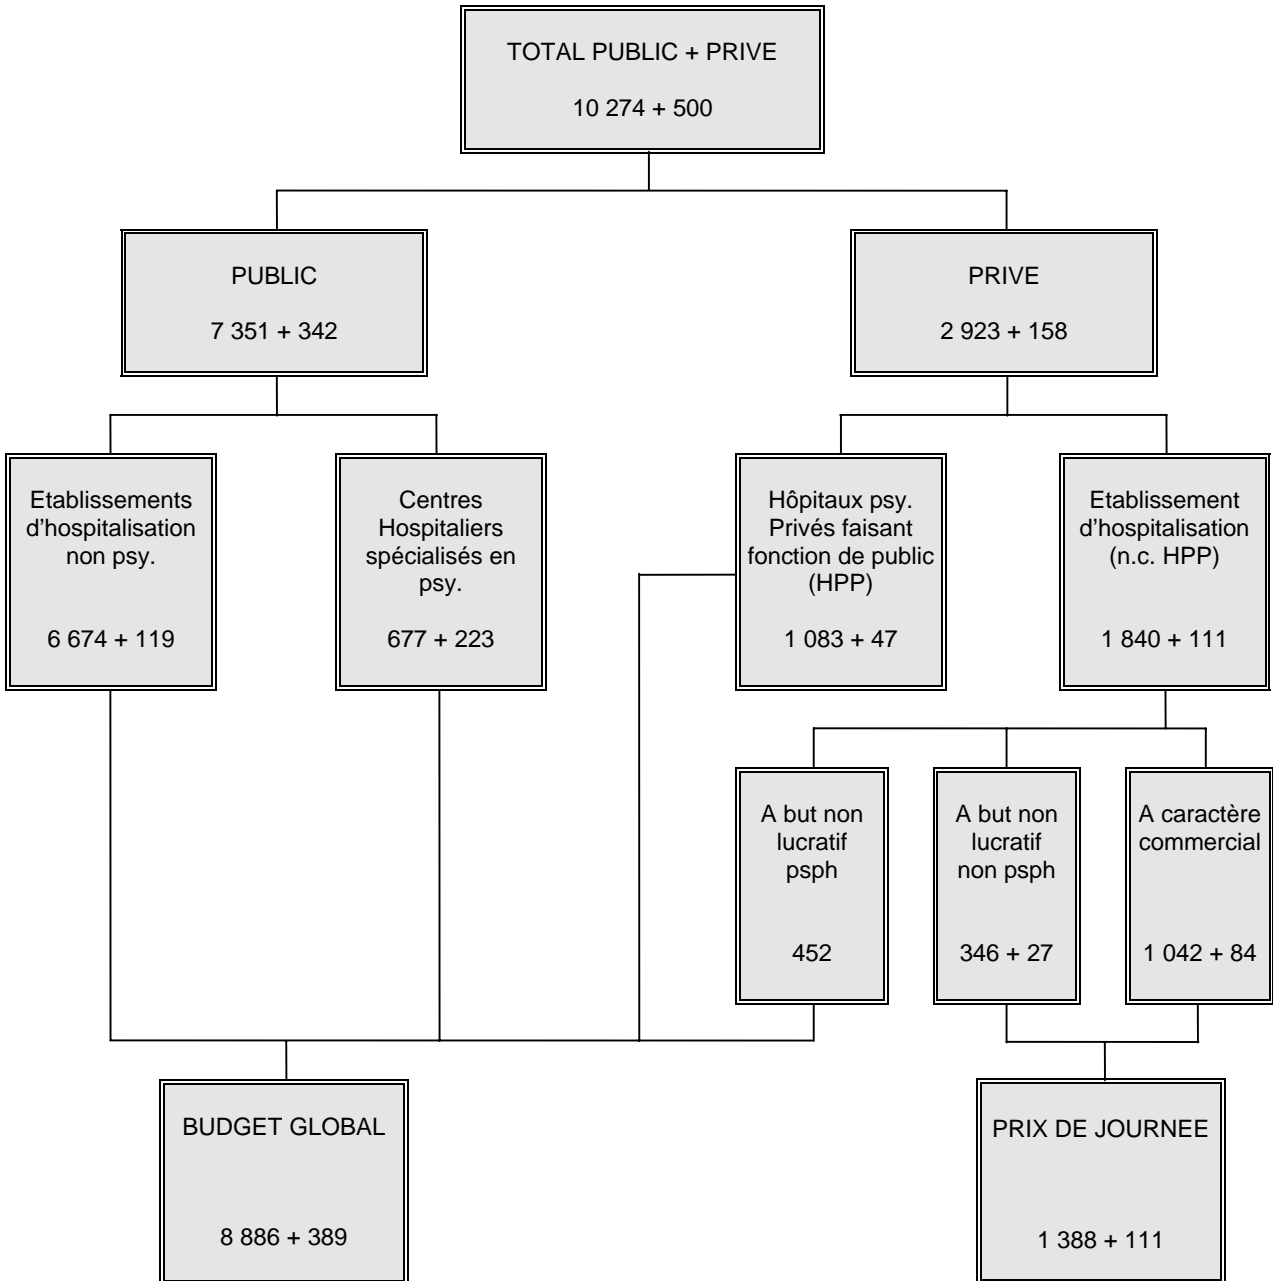 TOTAL PUBLIC + PRIVE
10 274 + 500
PUBLIC
7 351 + 342
PRIVE
2 923 + 158
Etablissements
d'hospitalisation
non psy.
6 674 + 119
Centres
Hospitaliers
spécialisés en
psy.
677 + 223
Hôpitaux psy.
Privés faisant
fonction de public
(HPP)
1 083 + 47
Etablissement
d'hospitalisation
(n.c. HPP)
1 840 + 111
A but non
lucratif
psph
452
A but non
lucratif
non psph
346 + 27
A caractère
commercial
1 042 + 84
BUDGET GLOBAL
8 886 + 389
PRIX DE JOURNEE
1 388 + 111